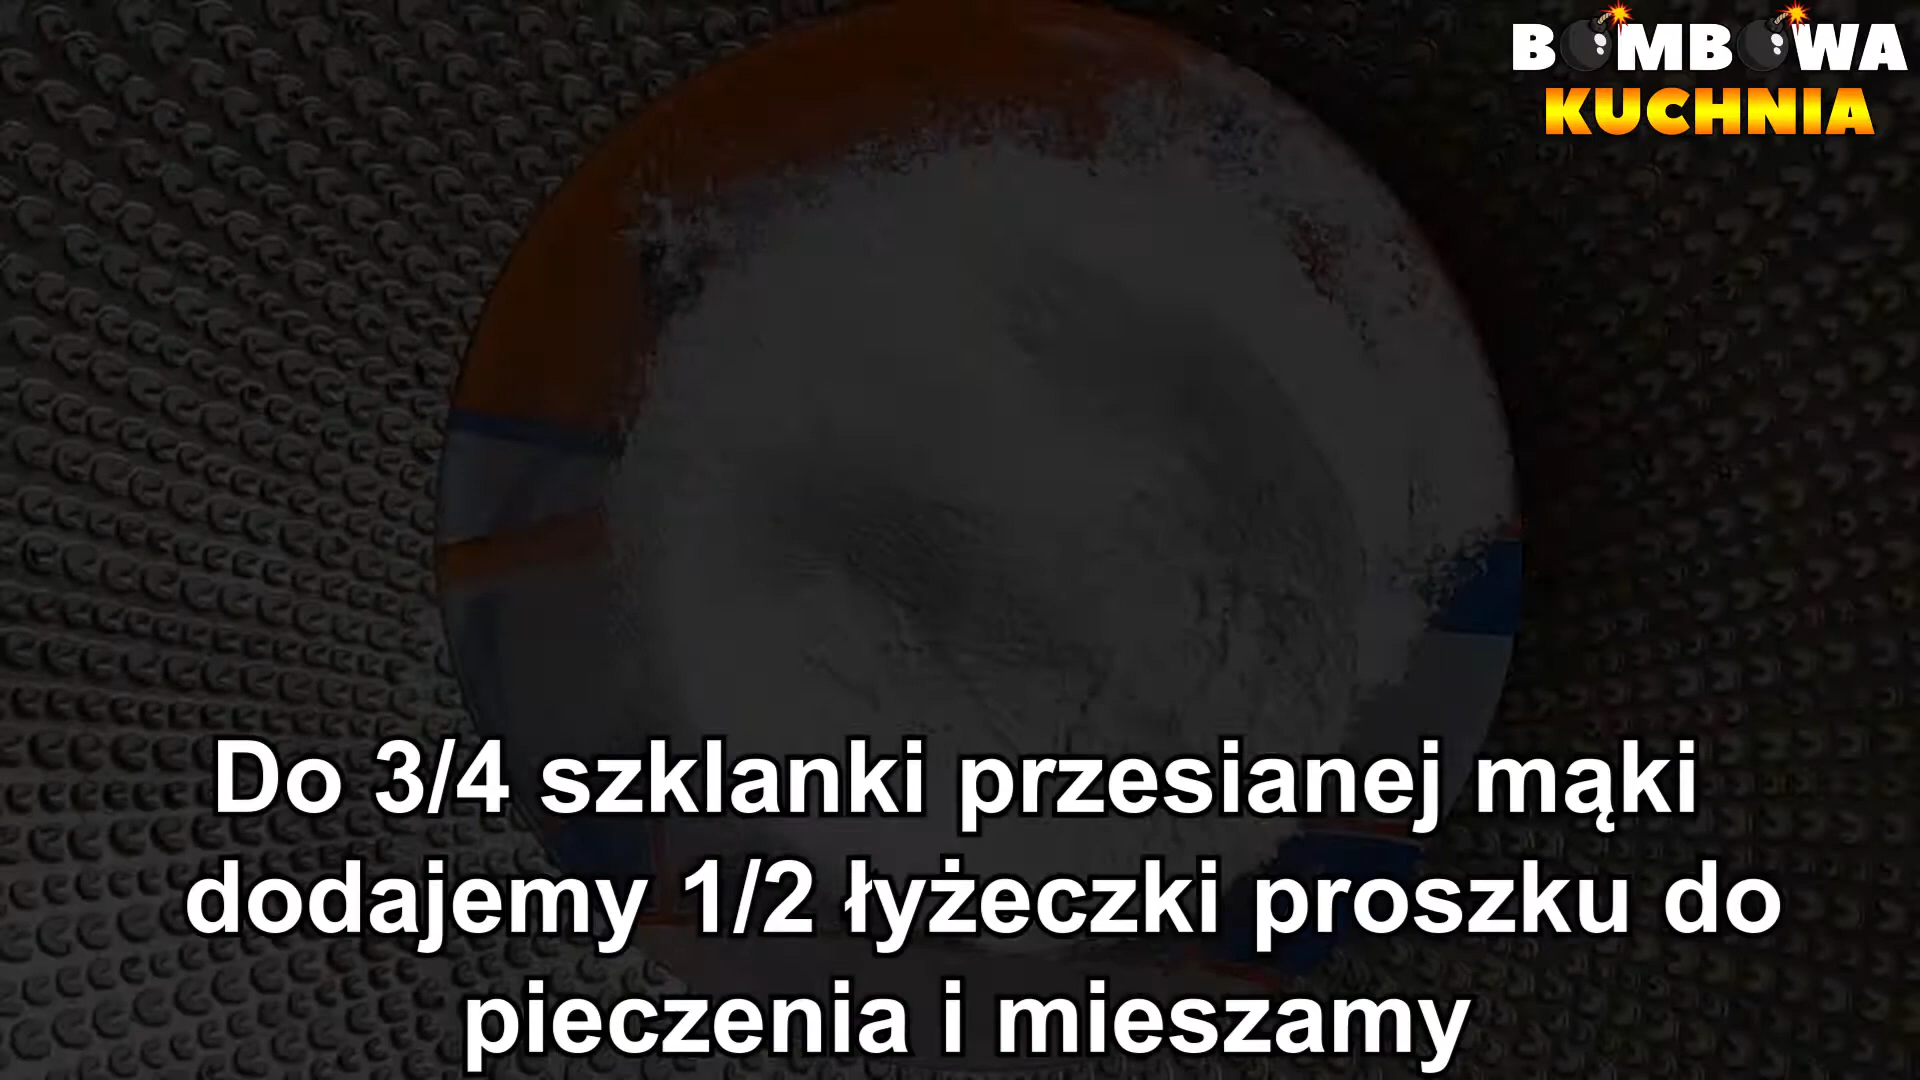 BOMBOWA
KUCHNIA
Do 3/4 szklanki przesianej mąki
dodajemy 1/2 łyżeczki proszku do
pieczenia i mieszamy